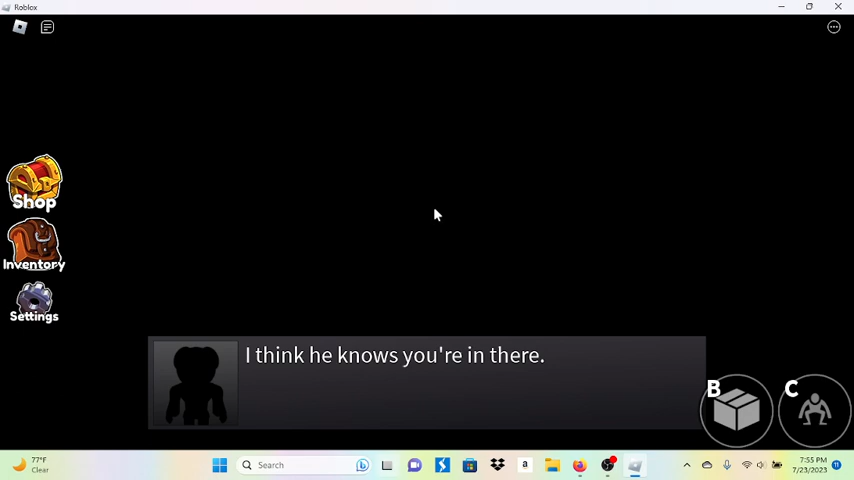 Roblox
Shop
Inventory
Settings
I think he knows you're in there.
B
C
77°F
Clear
Search
a
7:55 PM
7/23/2023